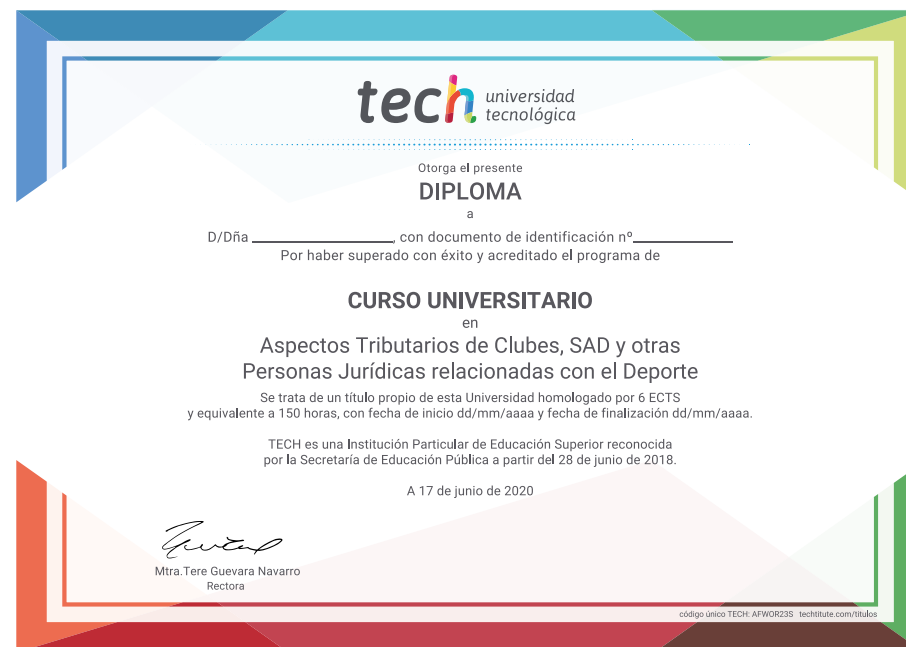 tech universidad
tecnológica
Otorga el presente
DIPLOMA
a
D/Dña ____________________, con documento de identificación nº______________
Por haber superado con éxito y acreditado el programa de
CURSO UNIVERSITARIO
en
Aspectos Tributarios de Clubes, SAD y otras
Personas Jurídicas relacionadas con el Deporte
Se trata de un título propio de esta Universidad homologado por 6 ECTS
y equivalente a 150 horas, con fecha de inicio dd/mm/aaaa y fecha de finalización dd/mm/aaaa.
TECH es una Institución Particular de Educación Superior reconocida
por la Secretaría de Educación Pública a partir del 28 de junio de 2018.
A 17 de junio de 2020
Mtra.Tere Guevara Navarro
Rectora
código único TECH: AFWOR23S techtitute.com/titulos